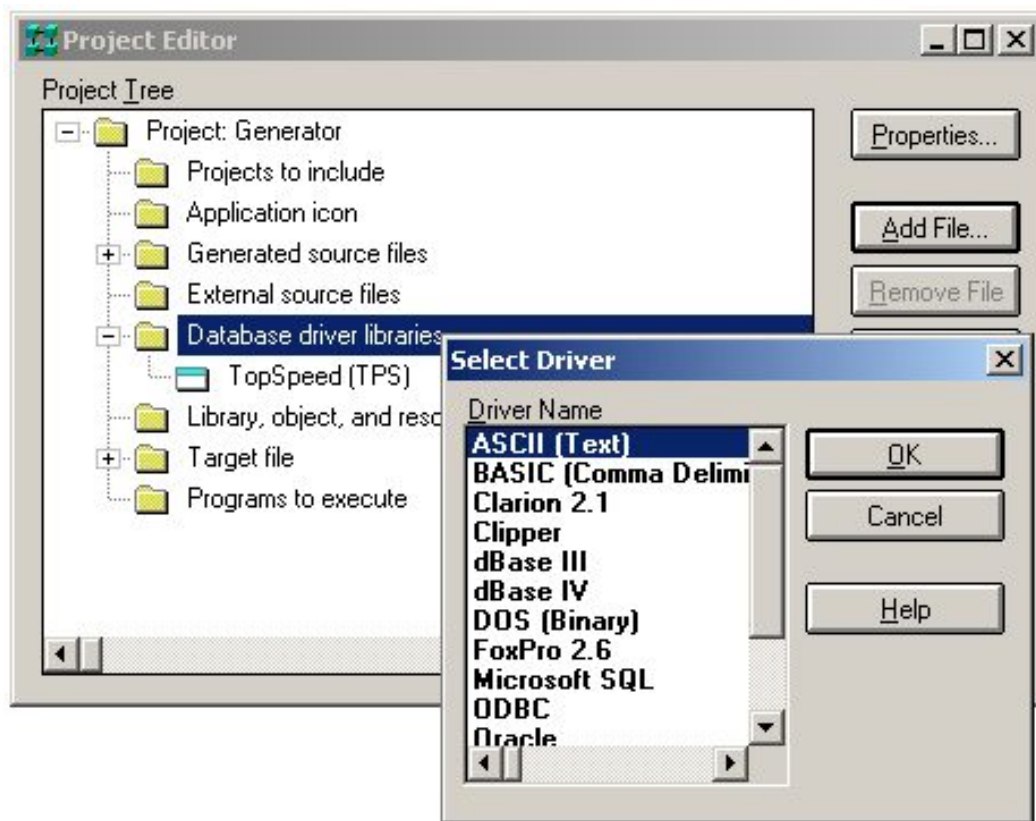 Project Editor
Project Tree
Project: Generator
Properties...
Projects to include
Application icon
Add File...
Generated source files
External source files
Remove File
Database driver libraries
TopSpeed (TPS)
Library, object, and reso
Target file
Programs to execute
Select Driver
Driver Name
ASCII (Text)
BASIC (Comma Delimi
Clarion 2.1
Clipper
dBase III
dBase IV
DOS (Binary)
FoxPro 2.6
Microsoft SQL
ODBC
Oracle
OK
Cancel
Help